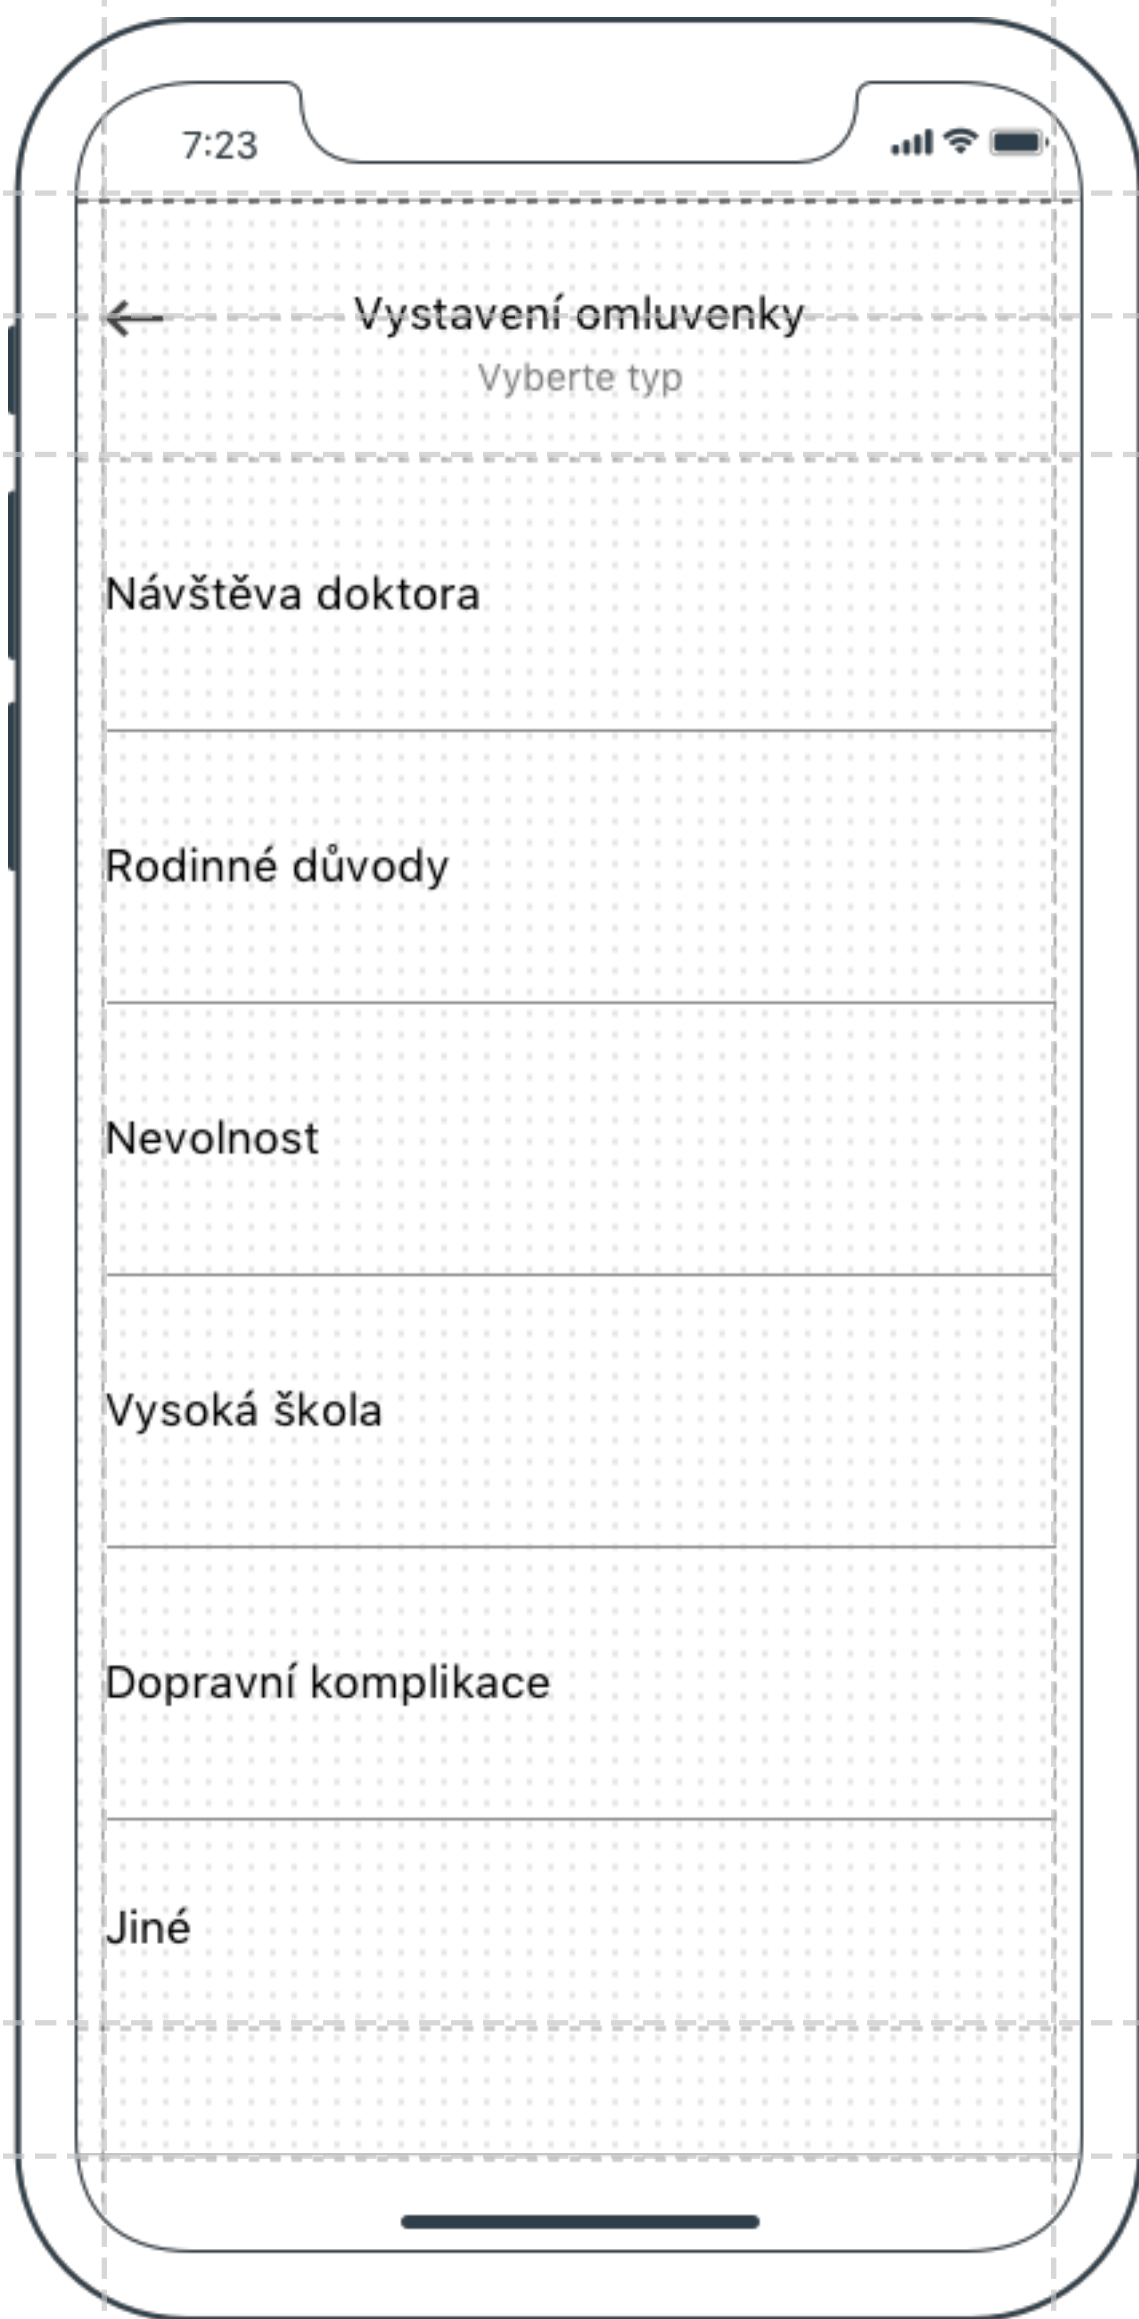 7:23
Vystavení omluvenky
Vyberte typ
Návštěva doktora
Rodinné důvody
Nevolnost
Vysoká škola
Dopravní komplikace
Jiné